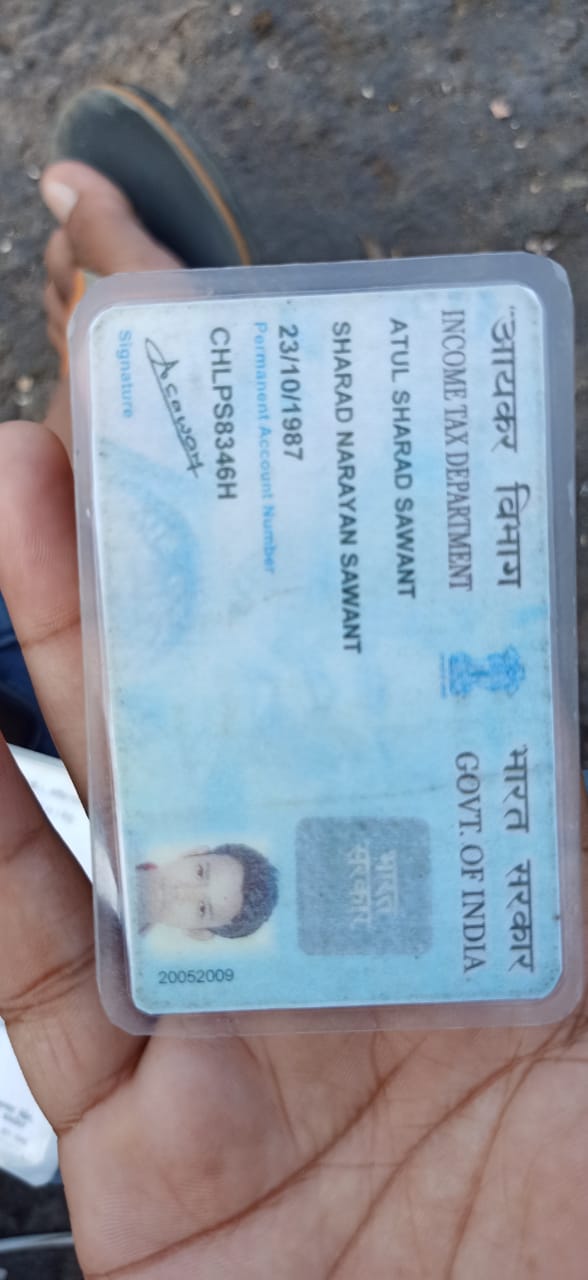 आयकर विभाग
INCOME TAX DEPARTMENT
भारत सरकार
GOVT. OF INDIA
ATUL SHARAD SAWANT
SHARAD NARAYAN SAWANT
23/10/1987
Permanent Account Number
CHLPS8346H
Signature
भारत
सरकार
20052009